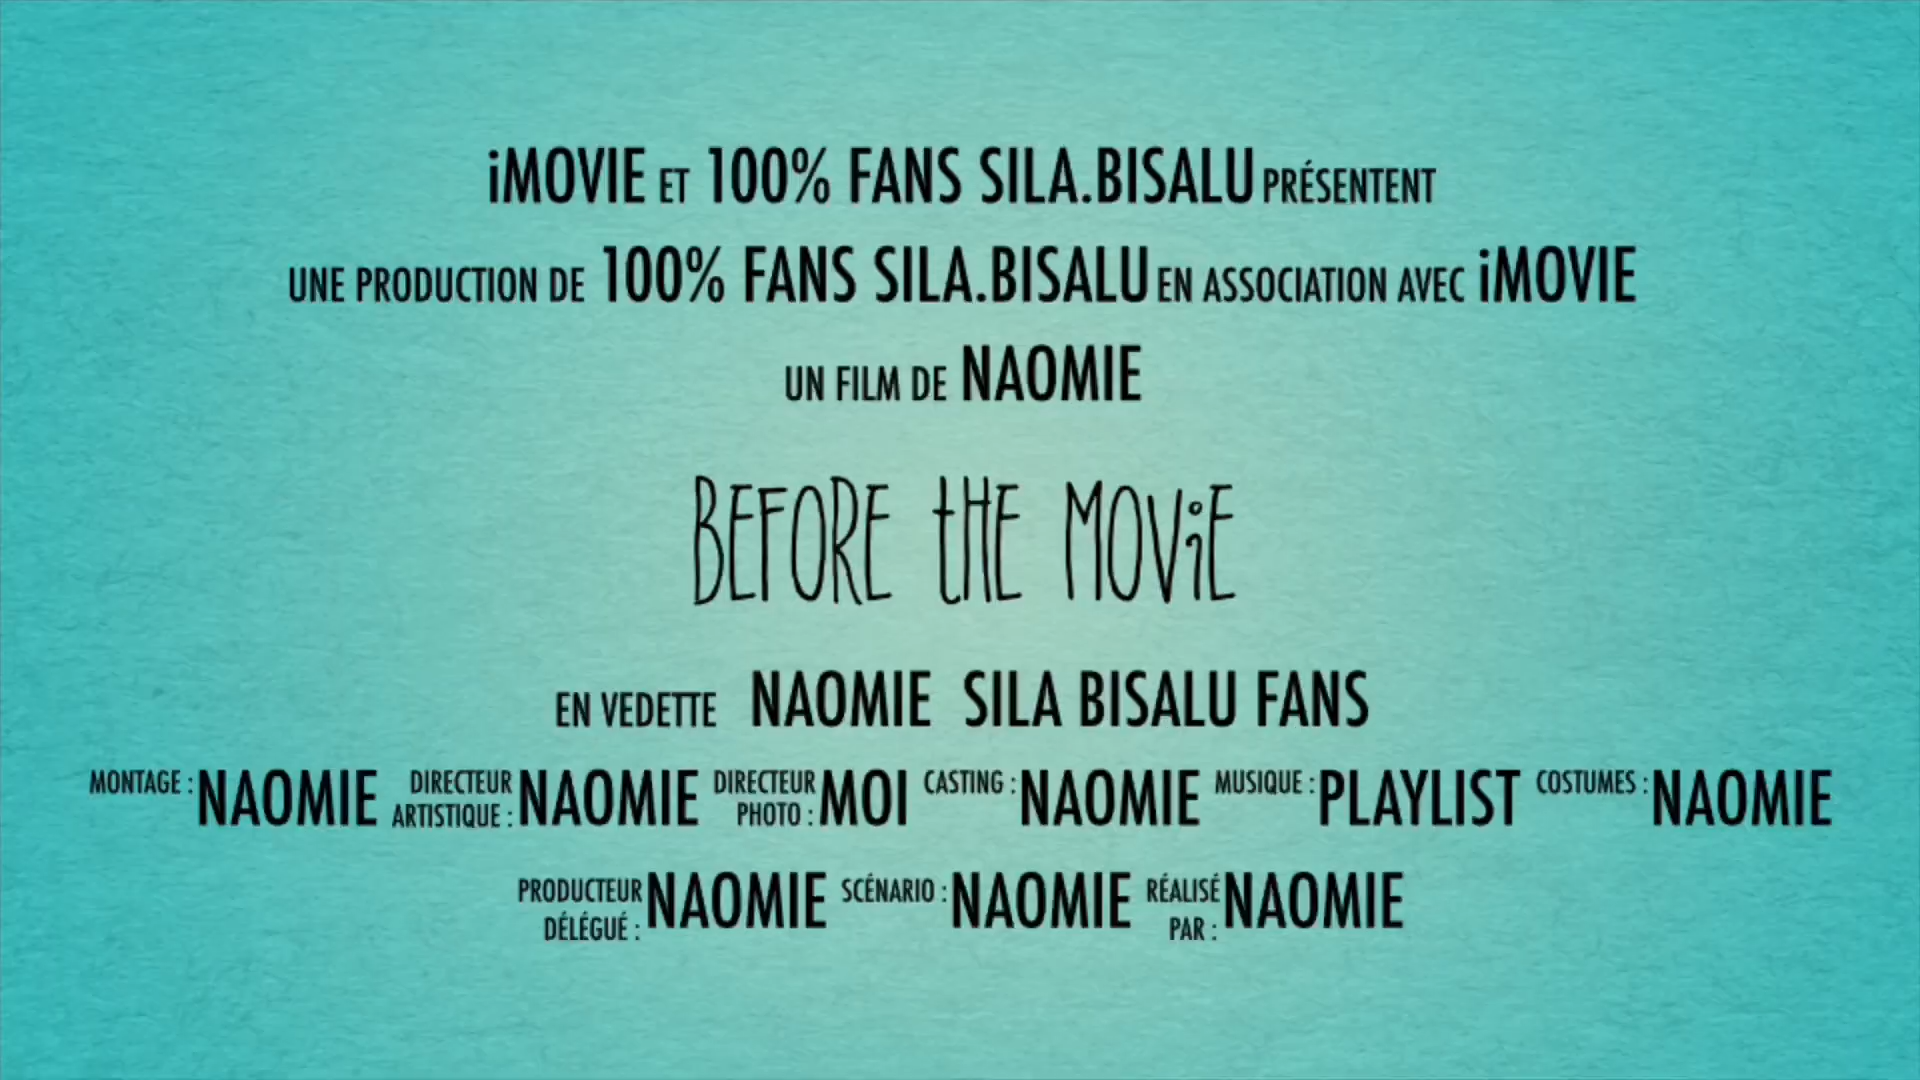 iMOVIE ET 100% FANS SILA.BISALU PRÉSENTENT
UNE PRODUCTION DE 100% FANS SILA.BISALU EN ASSOCIATION AVEC iMOVIE
UN FILM DE NAOMIE
BEFORE tHE MOViE
EN VEDETTE NAOMIE SILA BISALU FANS
MONTAGE : NAOMIE DIRECTEUR ARTISTIQUE : NAOMIE DIRECTEUR PHOTO : MOI CASTING : NAOMIE MUSIQUE : PLAYLIST COSTUMES : NAOMIE
PRODUCTEUR DÉLÉGUÉ : NAOMIE SCÉNARIO : NAOMIE RÉALISÉ PAR : NAOMIE